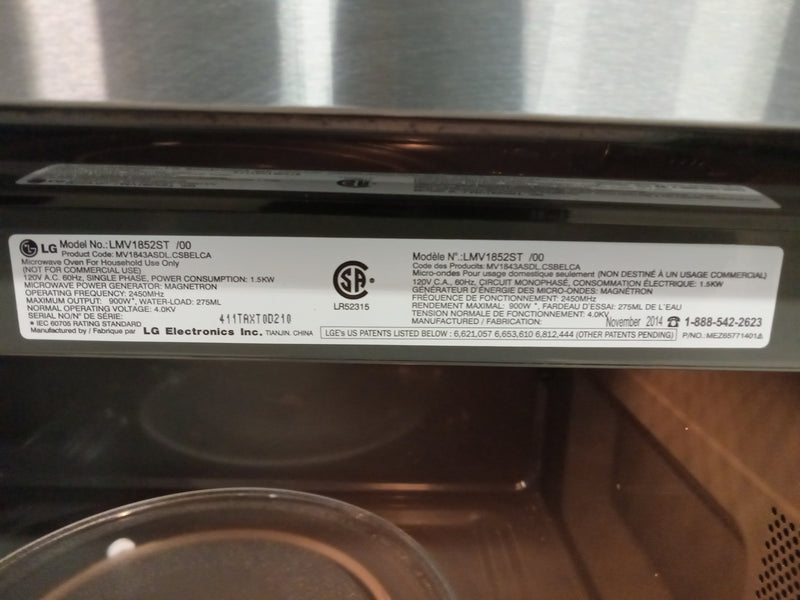 LG Model No.:LMV1852ST /00
Product Code: MV1843ASDL.CSBELCA
Microwave Oven For Household Use Only
(NOT FOR COMMERCIAL USE)
120V A.C. 60Hz, SINGLE PHASE, POWER CONSUMPTION: 1.5KW
MICROWAVE POWER GENERATOR: MAGNETRON
OPERATING FREQUENCY: 2450MHz
MAXIMUM OUTPUT: 900W*, WATER-LOAD: 275ML
NORMAL OPERATING VOLTAGE: 4.0KV
SERIAL NO/N° DE SÉRIE: 411TAXT0D210
* IEC 60705 RATING STANDARD
Manufactured by / Fabriqué par LG Electronics Inc. TIANJIN, CHINA
LR52315
Modèle N°.:LMV1852ST /00
Code des Produits: MV1843ASDL.CSBELCA
Micro-ondes Pour usage domestique seulement (NON DESTINÉ À UN USAGE COMMERCIAL)
120V C.A., 60Hz, CIRCUIT MONOPHASÉ, CONSOMMATION ÉLECTRIQUE: 1.5KW
GÉNÉRATEUR D'ÉNERGIE DES MICRO-ONDES: MAGNÉTRON
FRÉQUENCE DE FONCTIONNEMENT: 2450MHz
RENDEMENT MAXIMAL: 900W*, FARDEAU D'ESSAI: 275ML DE L'EAU
TENSION NORMALE DE FONCTIONNEMENT: 4.0KV
MANUFACTURED / FABRICATION: November 2014 ☎ 1-888-542-2623
LGE's US PATENTS LISTED BELOW : 6,621,057 6,653,610 6,812,444 (OTHER PATENTS PENDING)
P/NO.: MEZ65771401